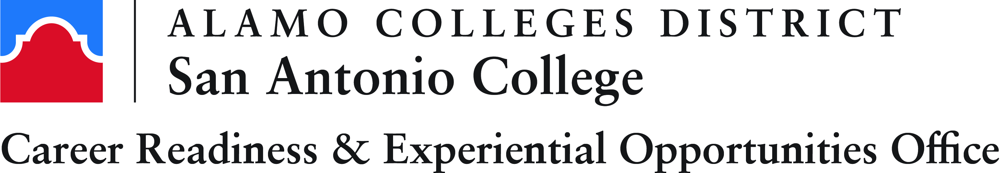 ALAMO COLLEGES DISTRICT
San Antonio College
Career Readiness & Experiential Opportunities Office